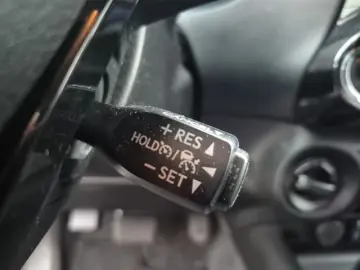 + RES
HOLD /
− SET